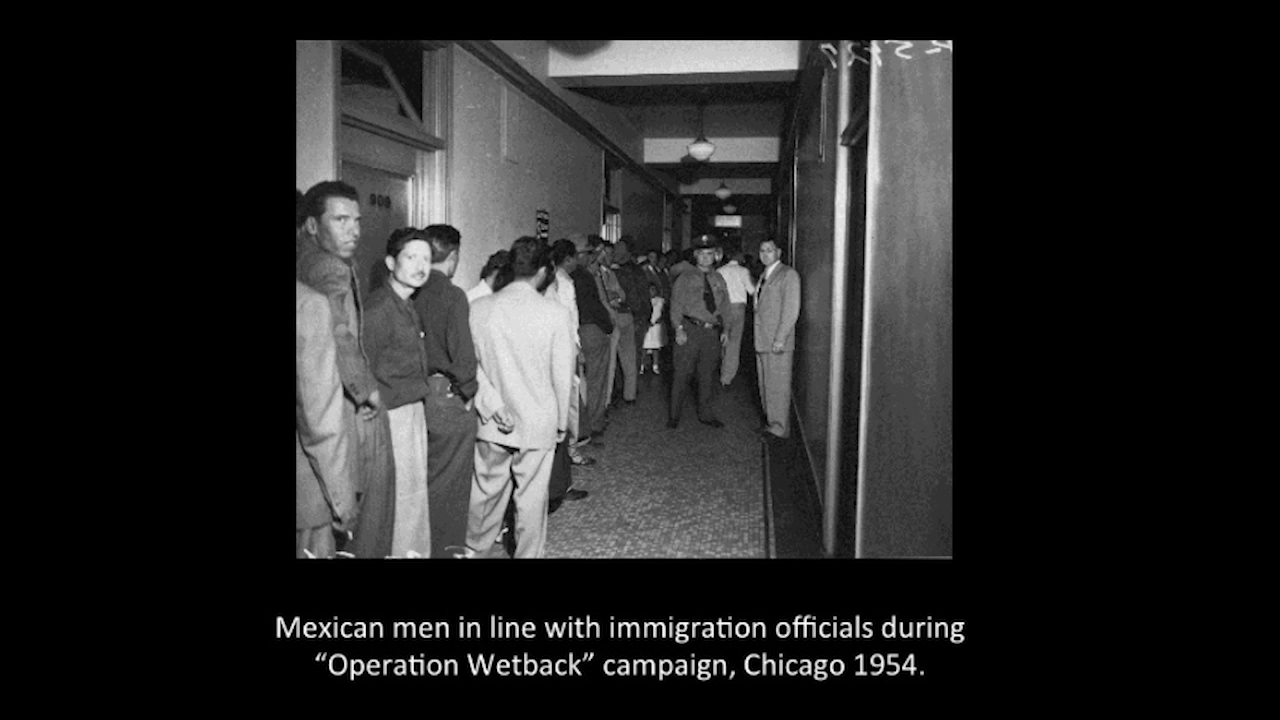 Mexican men in line with immigration officials during
“Operation Wetback” campaign, Chicago 1954.